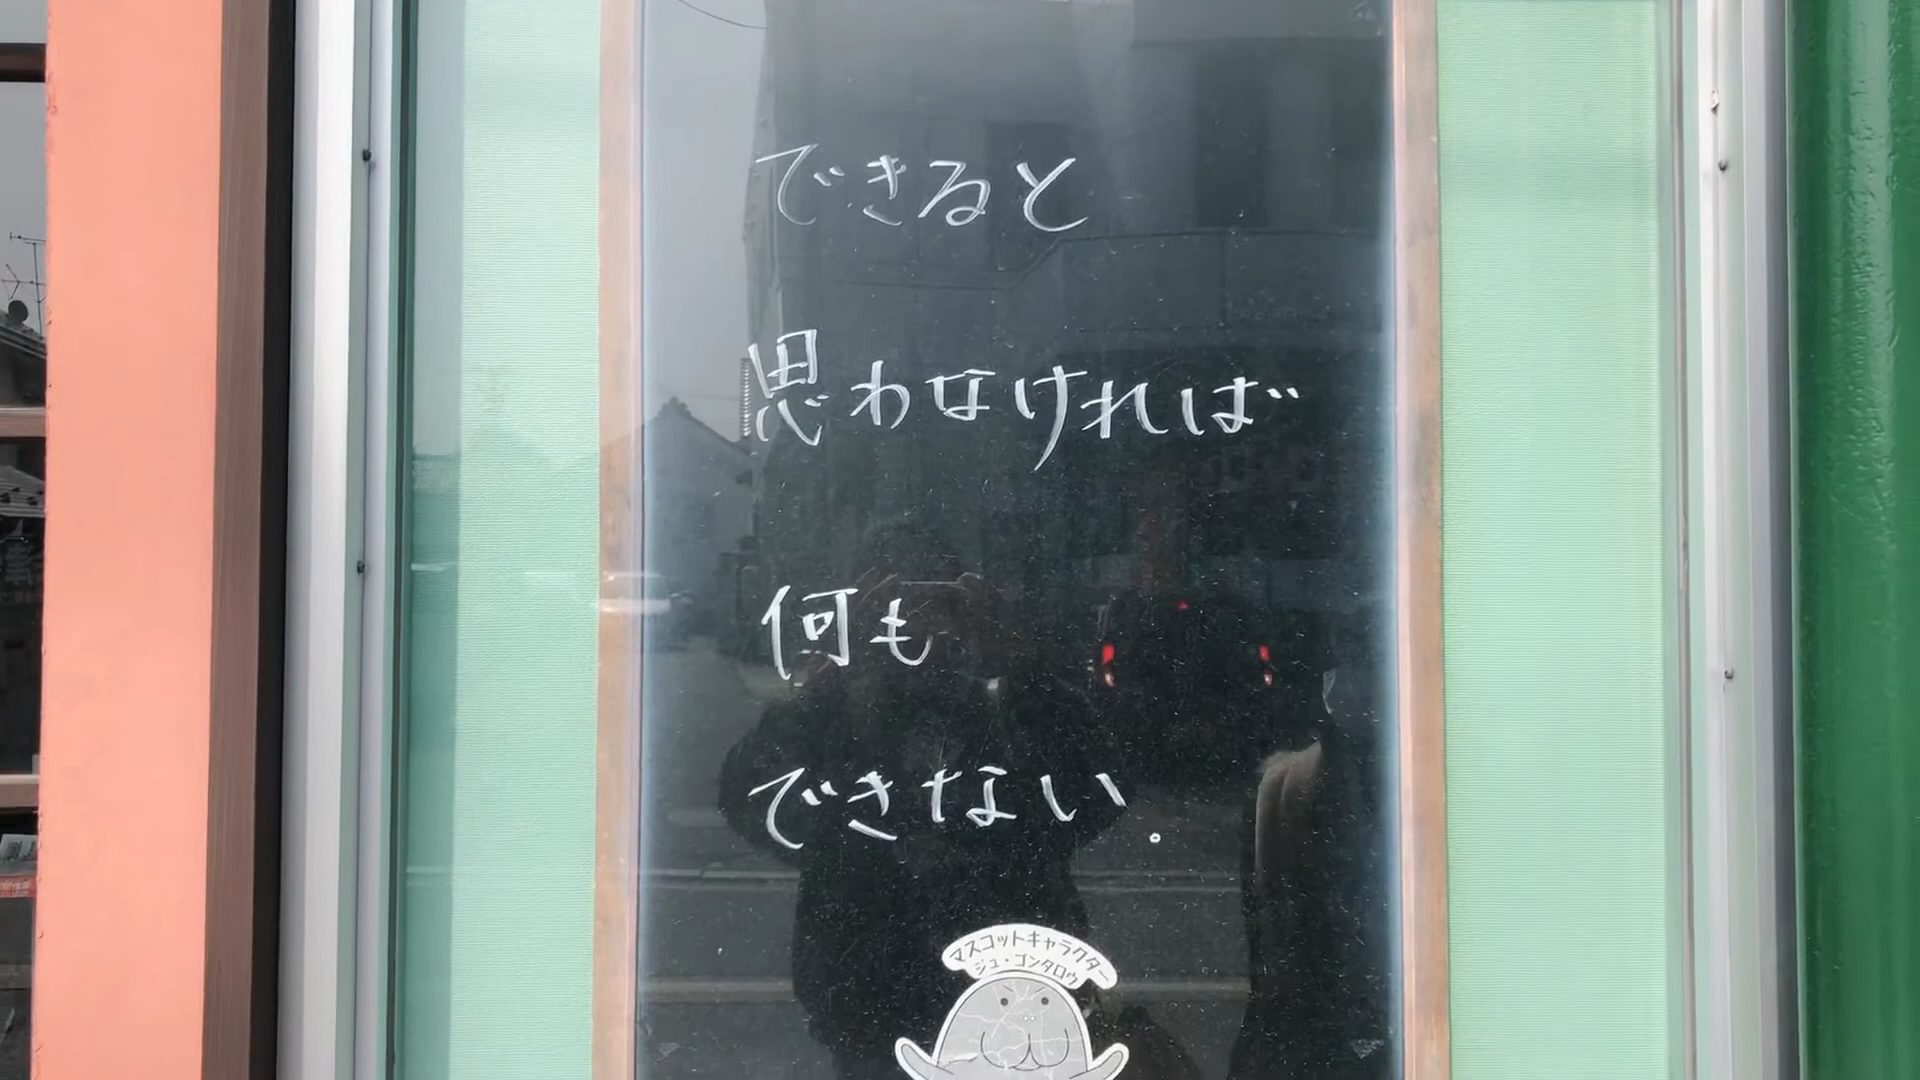 できると
思わなければ
何も
できない。
マスコットキャラクター
ジュ・ゴンタロウ